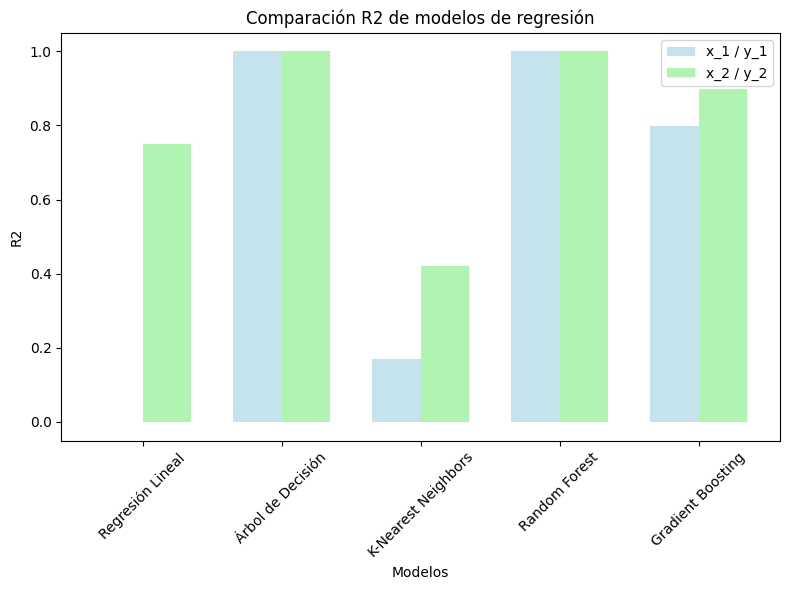 Comparación R2 de modelos de regresión
x_1 / y_1
x_2 / y_2
R2
1.0
0.8
0.6
0.4
0.2
0.0
Regresión Lineal
Árbol de Decisión
K-Nearest Neighbors
Random Forest
Gradient Boosting
Modelos